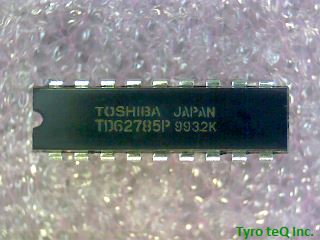 TOSHIBA JAPAN
TD62785P 9932K
Tyro teQ Inc.